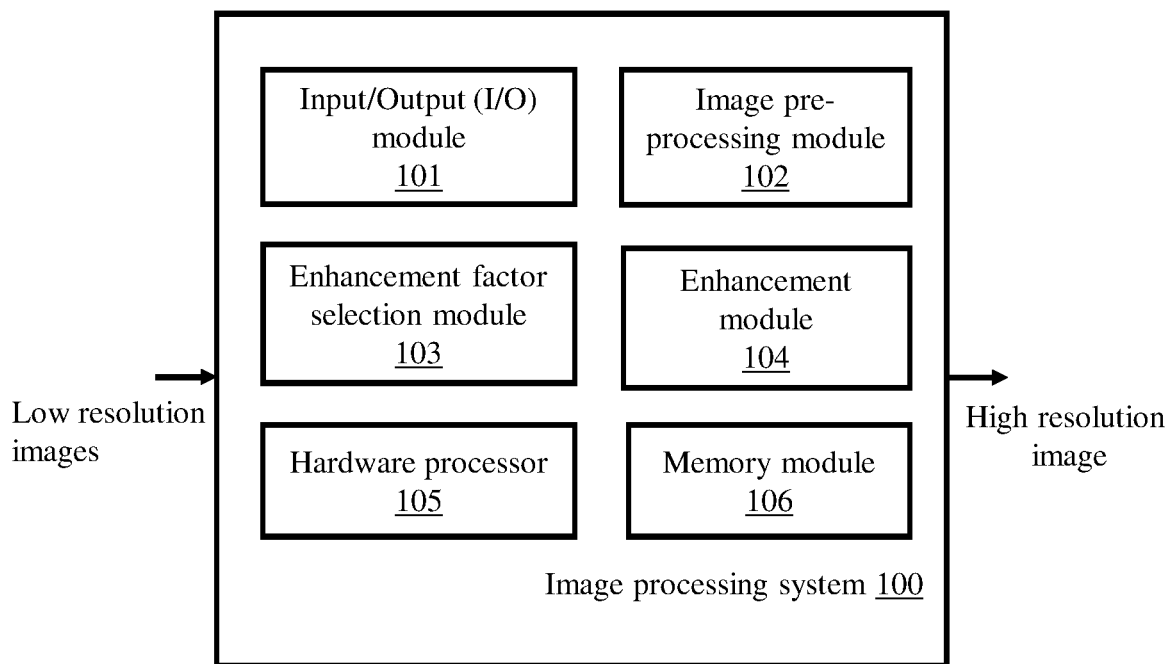 Input/Output (I/O)
module
101
Image pre-
processing module
102
Enhancement factor
selection module
103
Enhancement
module
104
Low resolution
images
High resolution
image
Hardware processor
105
Memory module
106
Image processing system 100